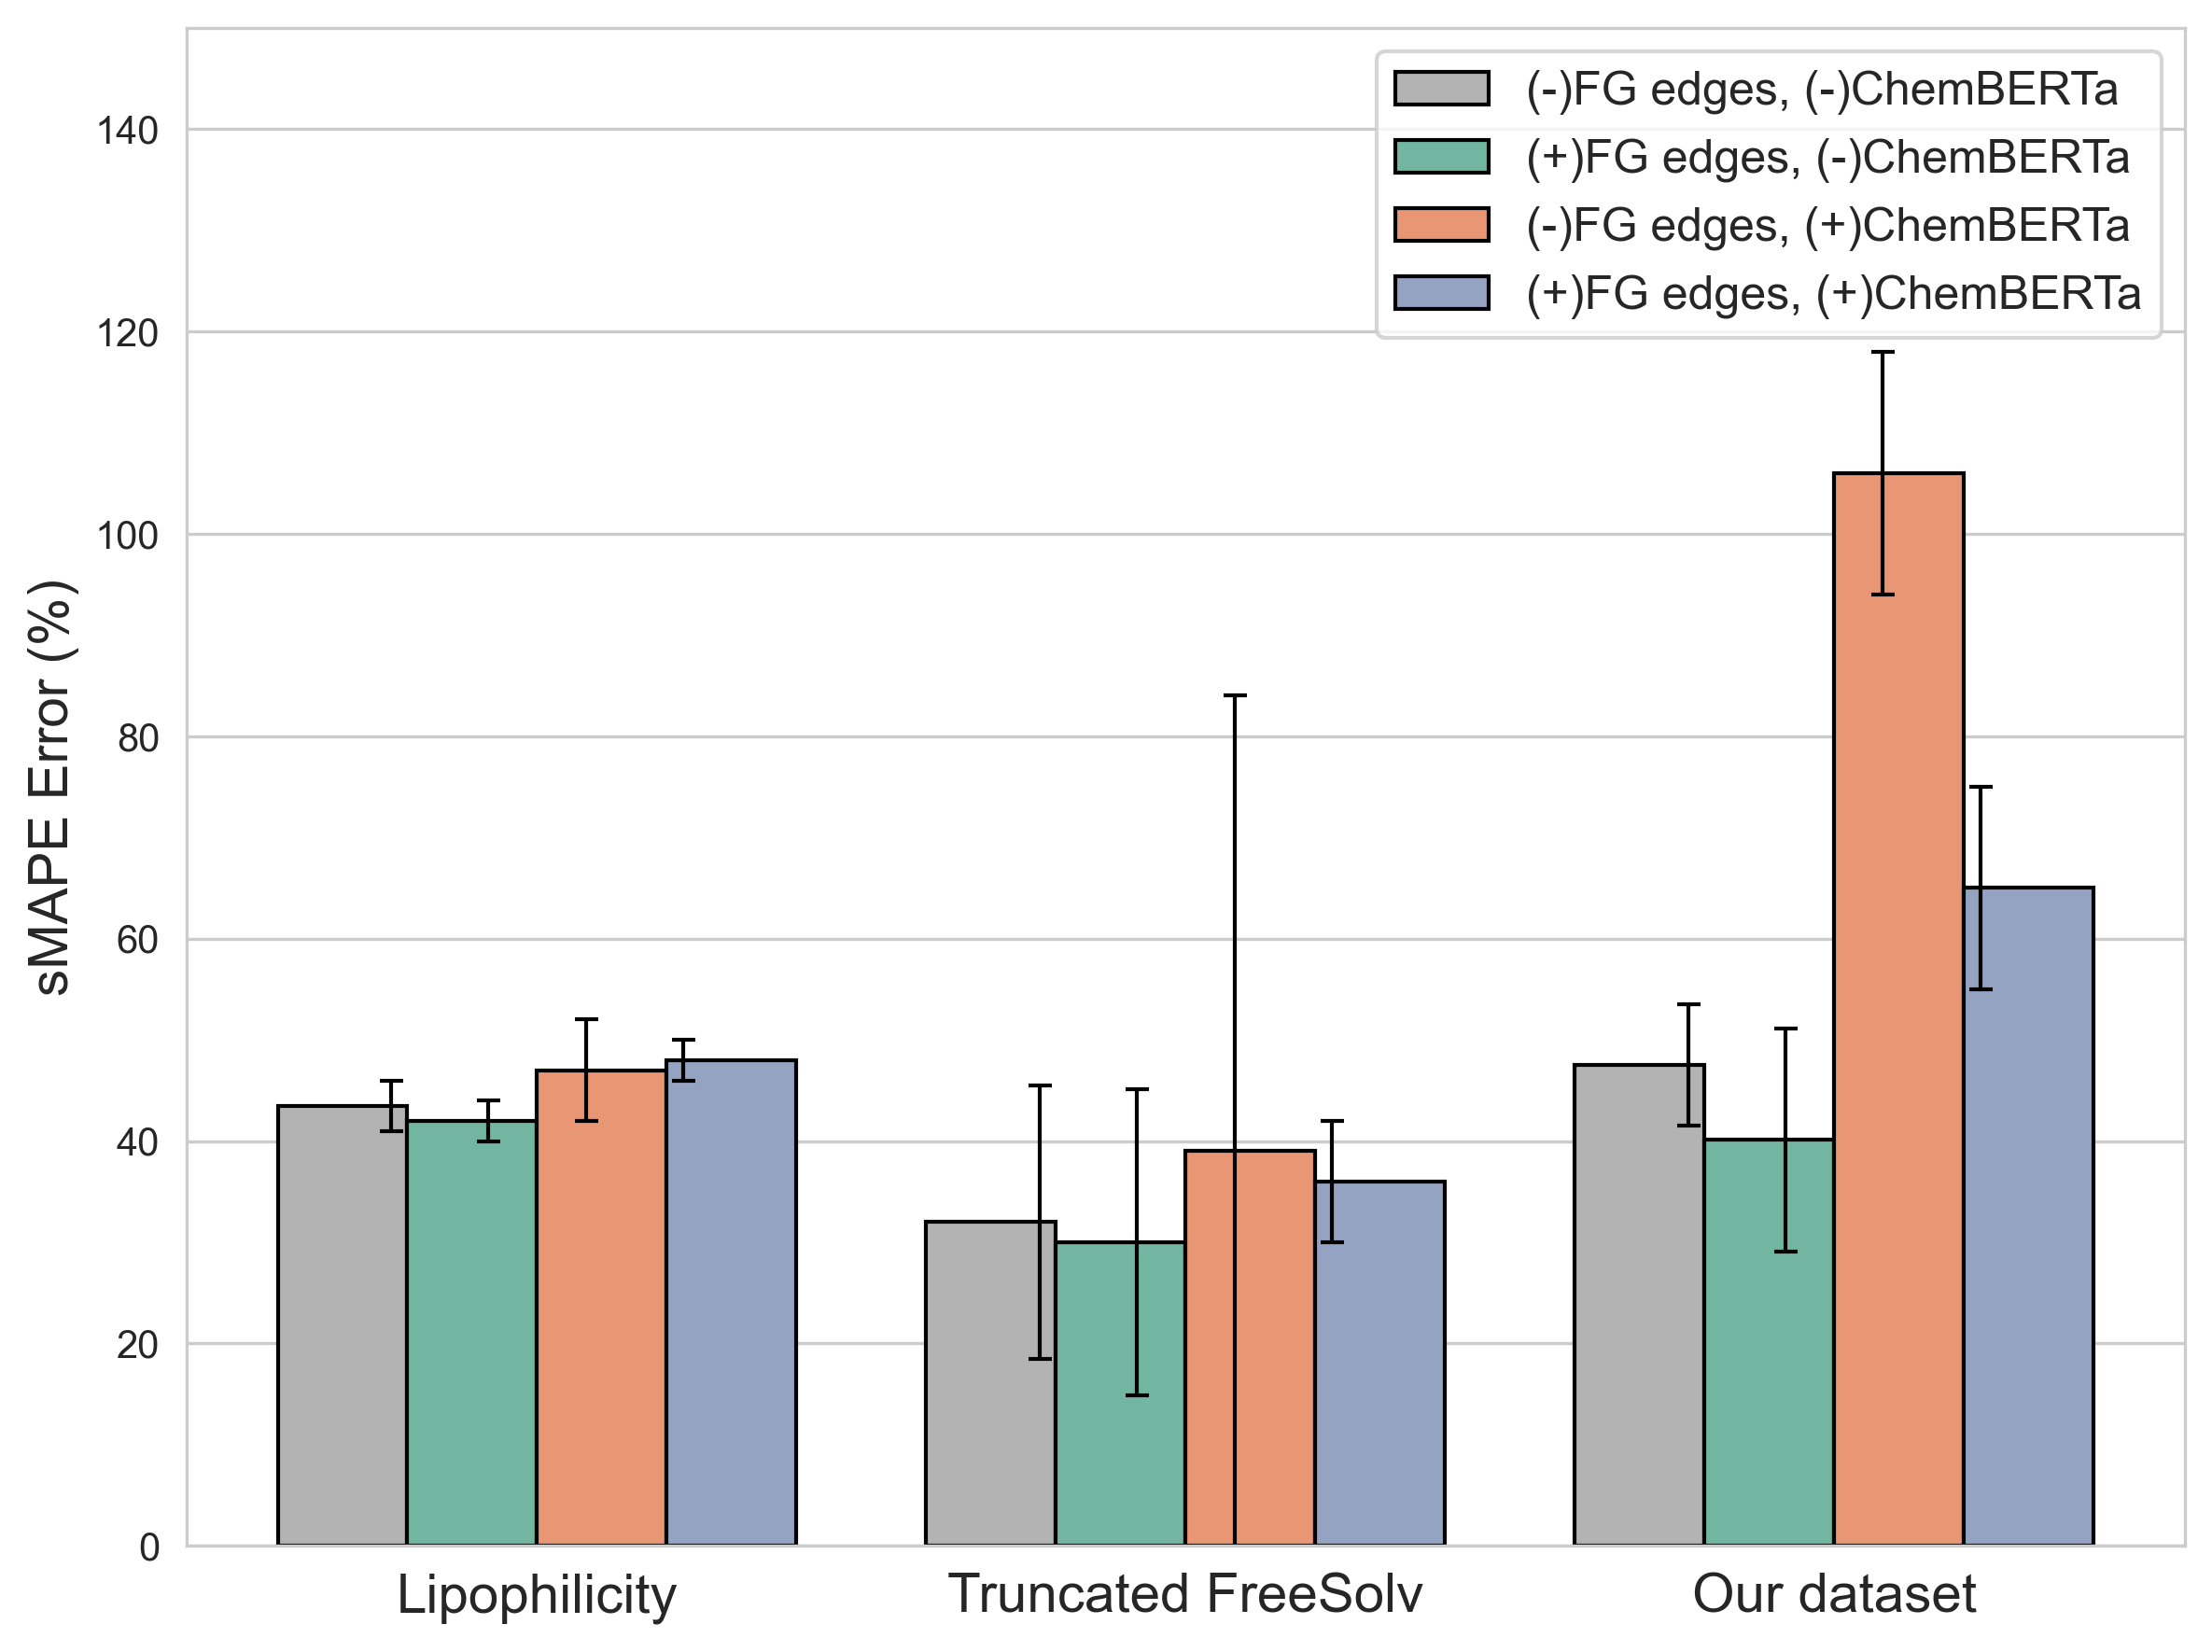 (-)FG edges, (-)ChemBERTa
(+)FG edges, (-)ChemBERTa
(-)FG edges, (+)ChemBERTa
(+)FG edges, (+)ChemBERTa
sMAPE Error (%)
140
120
100
80
60
40
20
0
Lipophilicity
Truncated FreeSolv
Our dataset